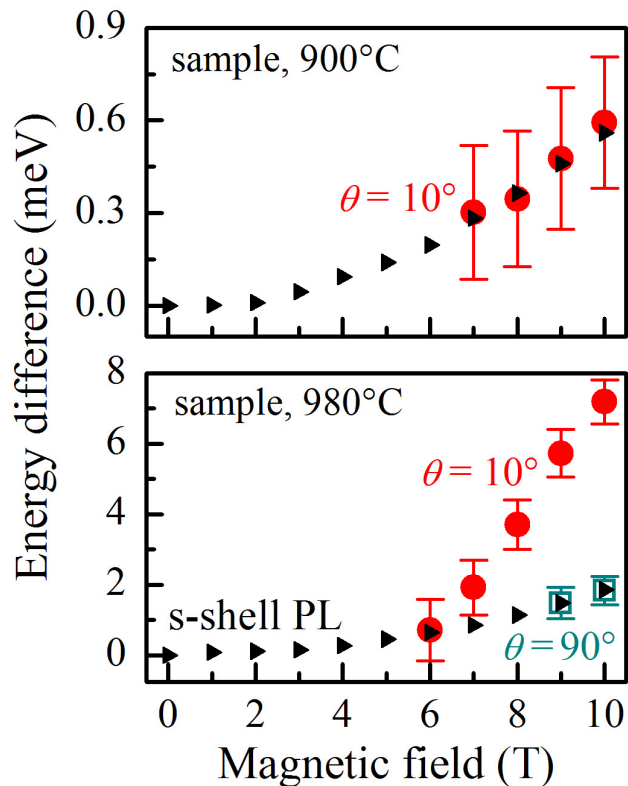 Energy difference (meV)
0.9
0.6
0.3
0.0
sample, 900°C
θ = 10°
8
6
4
2
0
sample, 980°C
θ = 10°
s-shell PL
θ = 90°
0 2 4 6 8 10
Magnetic field (T)